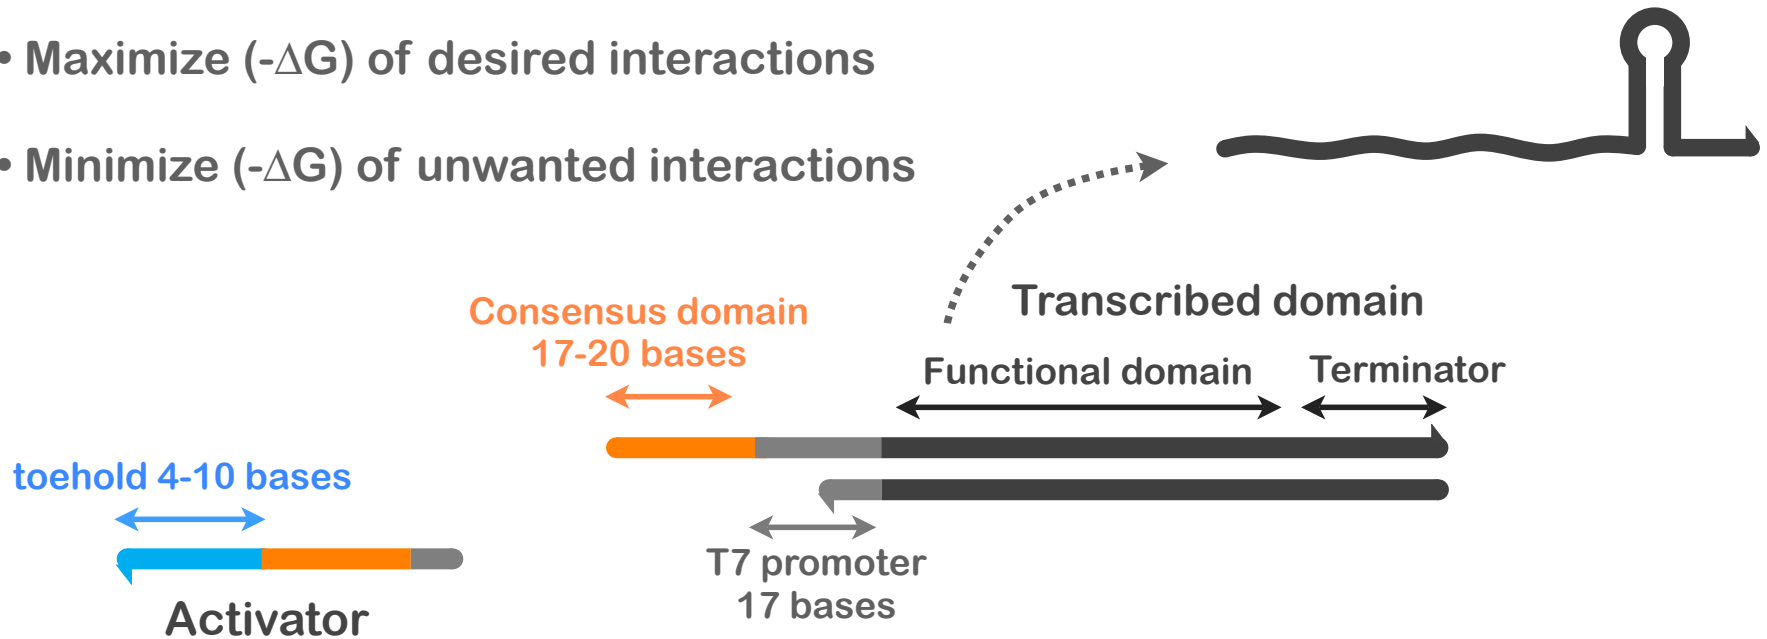 • Maximize (-ΔG) of desired interactions
• Minimize (-ΔG) of unwanted interactions
Transcribed domain
Consensus domain
17-20 bases
Functional domain
Terminator
toehold 4-10 bases
T7 promoter
17 bases
Activator